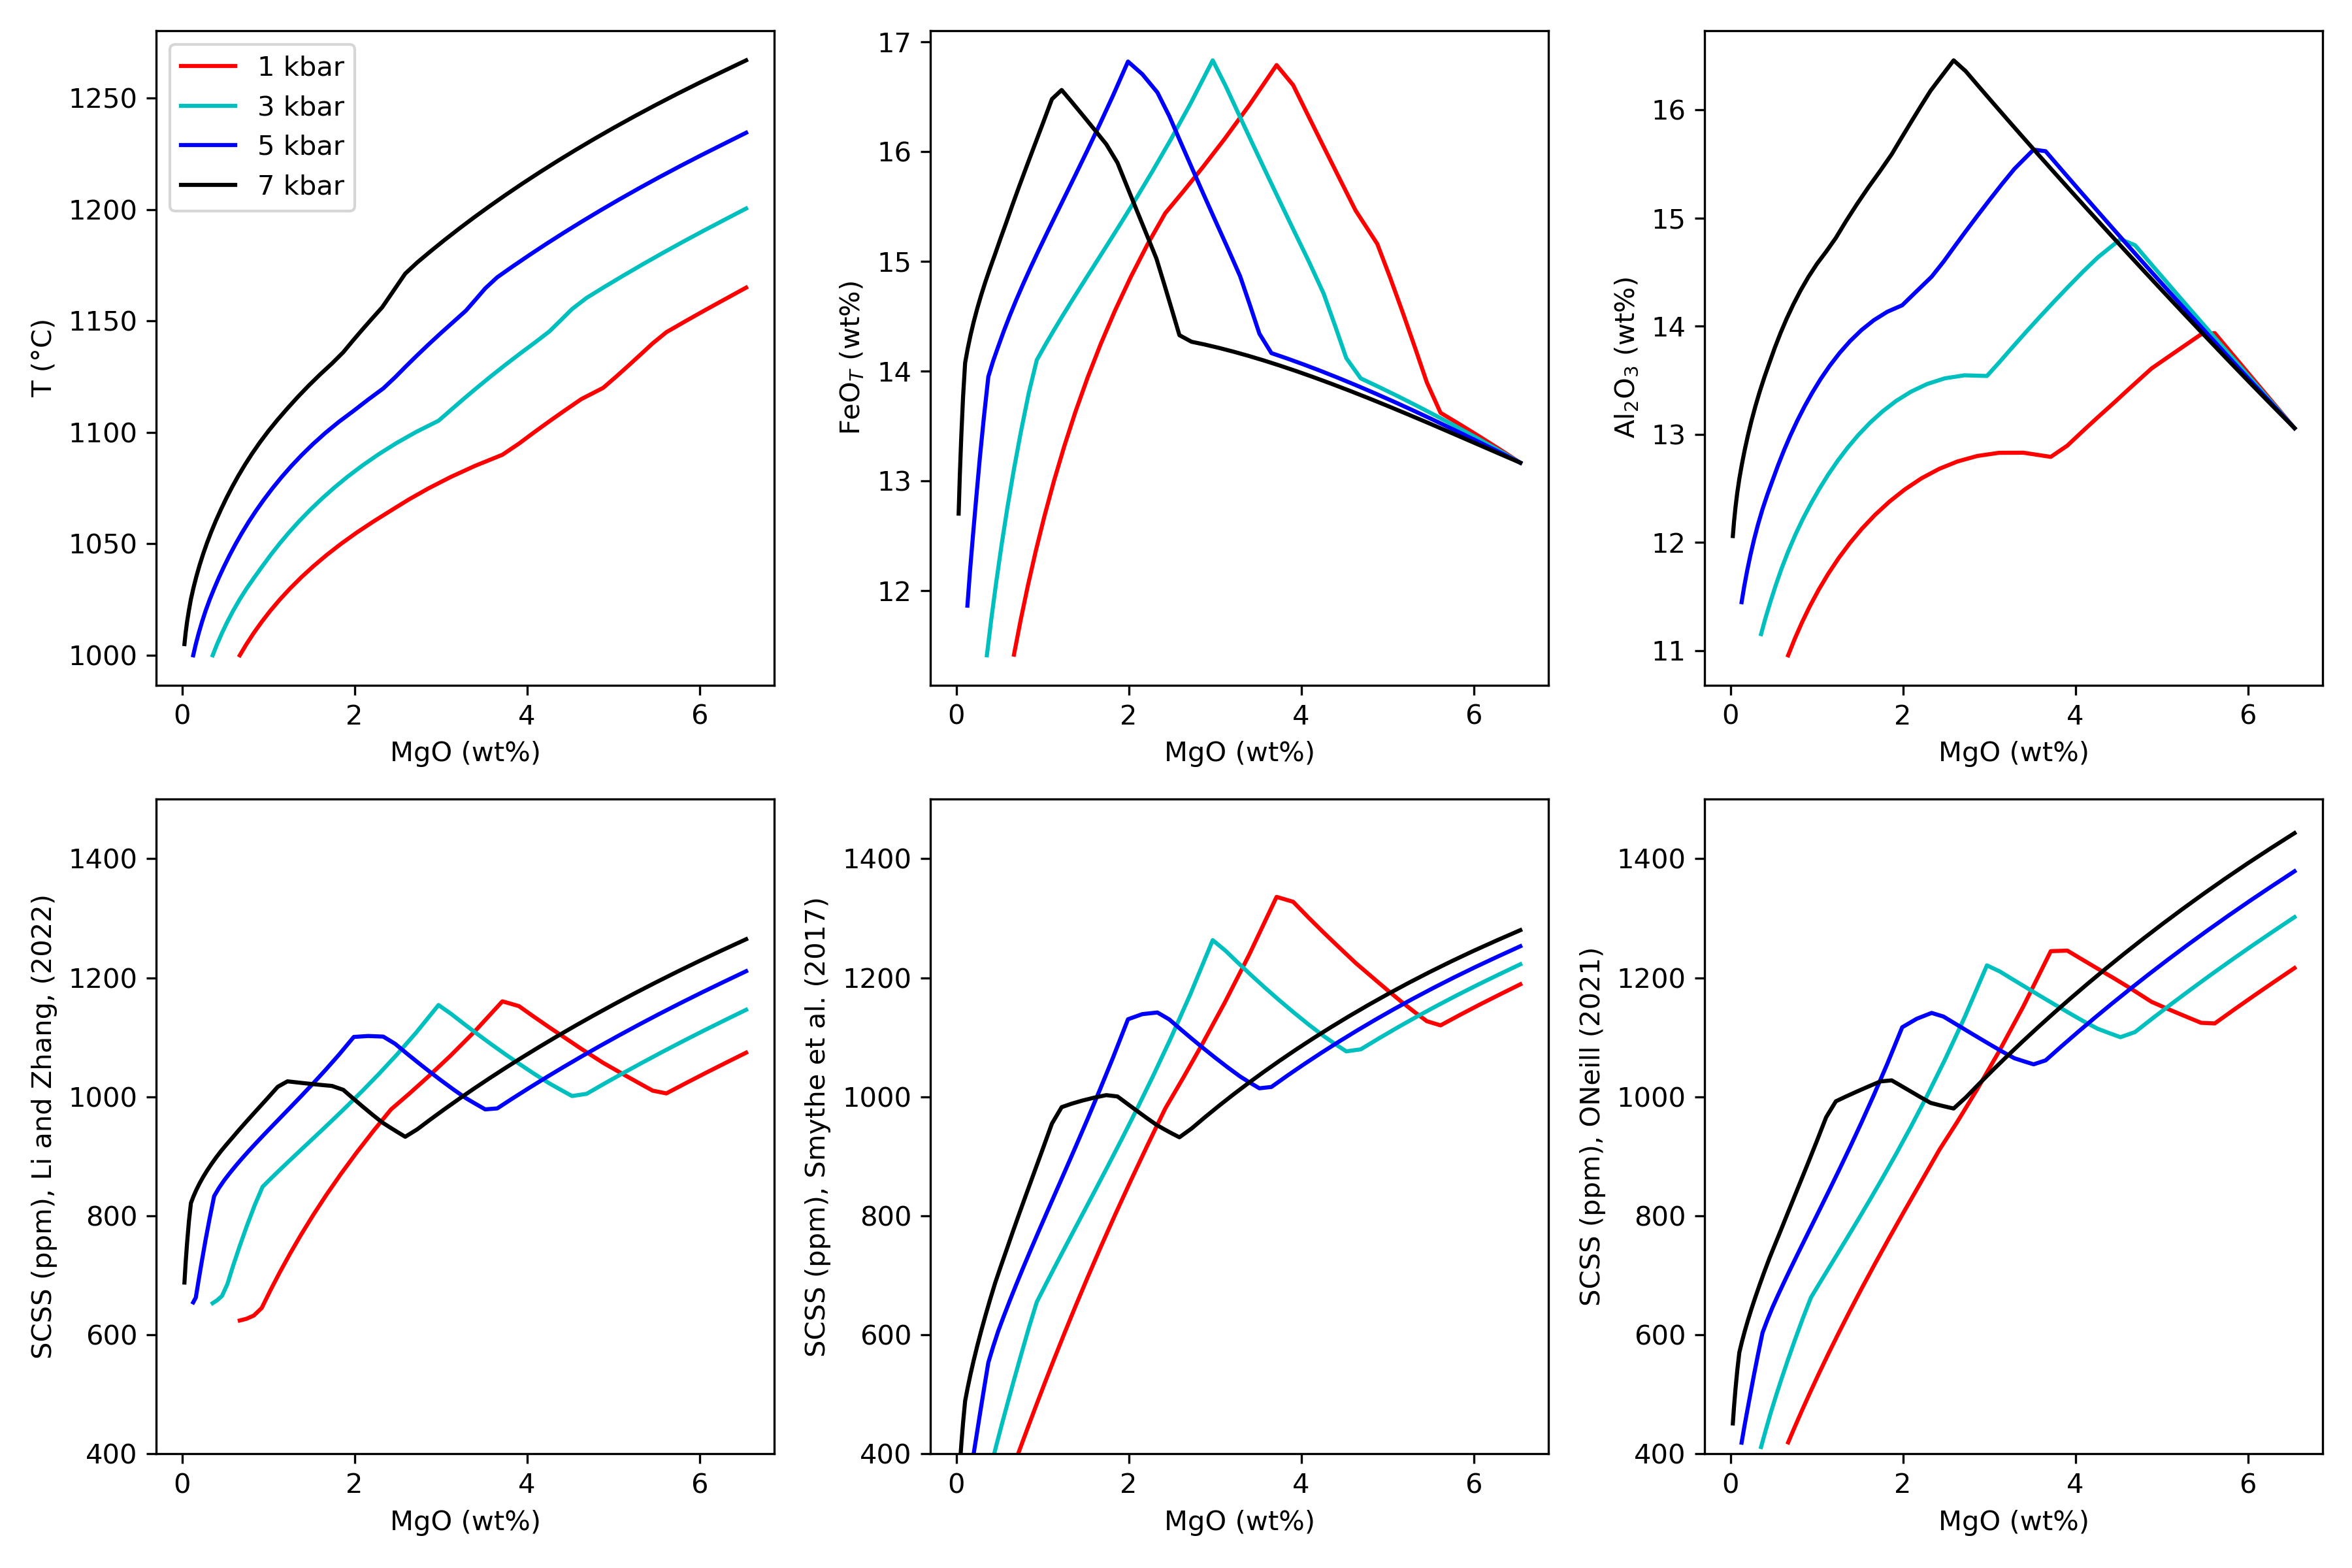 1 kbar
3 kbar
5 kbar
7 kbar
T (°C)
1250
1200
1150
1100
1050
1000
0 2 4 6
MgO (wt%)
FeO_T (wt%)
17
16
15
14
13
12
0 2 4 6
MgO (wt%)
Al₂O₃ (wt%)
16
15
14
13
12
11
0 2 4 6
MgO (wt%)
SCSS (ppm), Li and Zhang, (2022)
1400
1200
1000
800
600
400
0 2 4 6
MgO (wt%)
SCSS (ppm), Smythe et al. (2017)
1400
1200
1000
800
600
400
0 2 4 6
MgO (wt%)
SCSS (ppm), ONeill (2021)
1400
1200
1000
800
600
400
0 2 4 6
MgO (wt%)